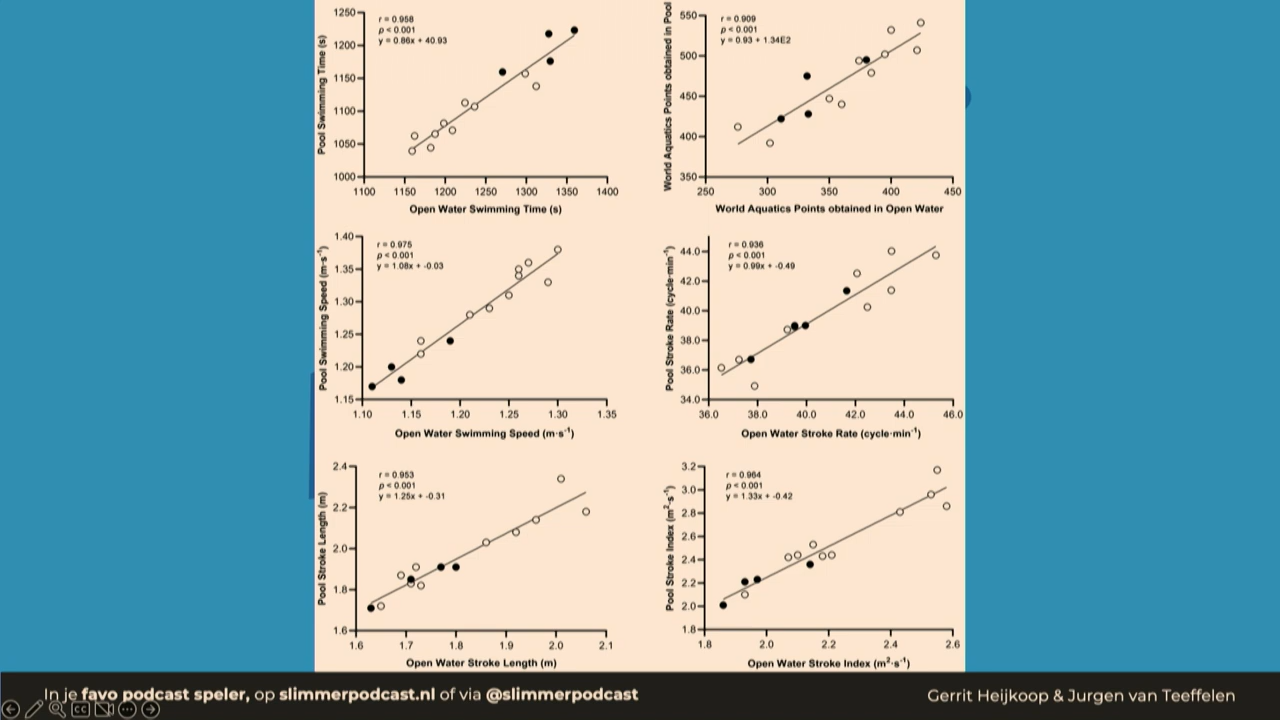 1250
1200
1150
1100
1050
1000
Pool Swimming Time (s)
r = 0.958
p < 0.001
y = 0.86x + 40.93
1100 1150 1200 1250 1300 1350 1400
Open Water Swimming Time (s)
550
500
450
400
350
World Aquatics Points obtained in Pool
r = 0.909
p < 0.001
y = 0.93 + 1.34E2
250 300 350 400 450
World Aquatics Points obtained in Open Water
1.40
1.35
1.30
1.25
1.20
1.15
Pool Swimming Speed (m·s⁻¹)
r = 0.975
p < 0.001
y = 1.08x + -0.03
1.10 1.15 1.20 1.25 1.30 1.35
Open Water Swimming Speed (m·s⁻¹)
44.0
42.0
40.0
38.0
36.0
34.0
Pool Stroke Rate (cycle·min⁻¹)
r = 0.936
p < 0.001
y = 0.99x + -0.49
36.0 38.0 40.0 42.0 44.0 46.0
Open Water Stroke Rate (cycle·min⁻¹)
2.4
2.2
2.0
1.8
1.6
Pool Stroke Length (m)
r = 0.953
p < 0.001
y = 1.25x + -0.31
1.6 1.7 1.8 1.9 2.0 2.1
Open Water Stroke Length (m)
3.2
3.0
2.8
2.6
2.4
2.2
2.0
1.8
Pool Stroke Index (m²·s⁻¹)
r = 0.964
p < 0.001
y = 1.33x + -0.42
1.8 2.0 2.2 2.4 2.6
Open Water Stroke Index (m²·s⁻¹)
In je favo podcast speler, op slimmerpodcast.nl of via @slimmerpodcast
Gerrit Heijkoop & Jurgen van Teeffelen
CC